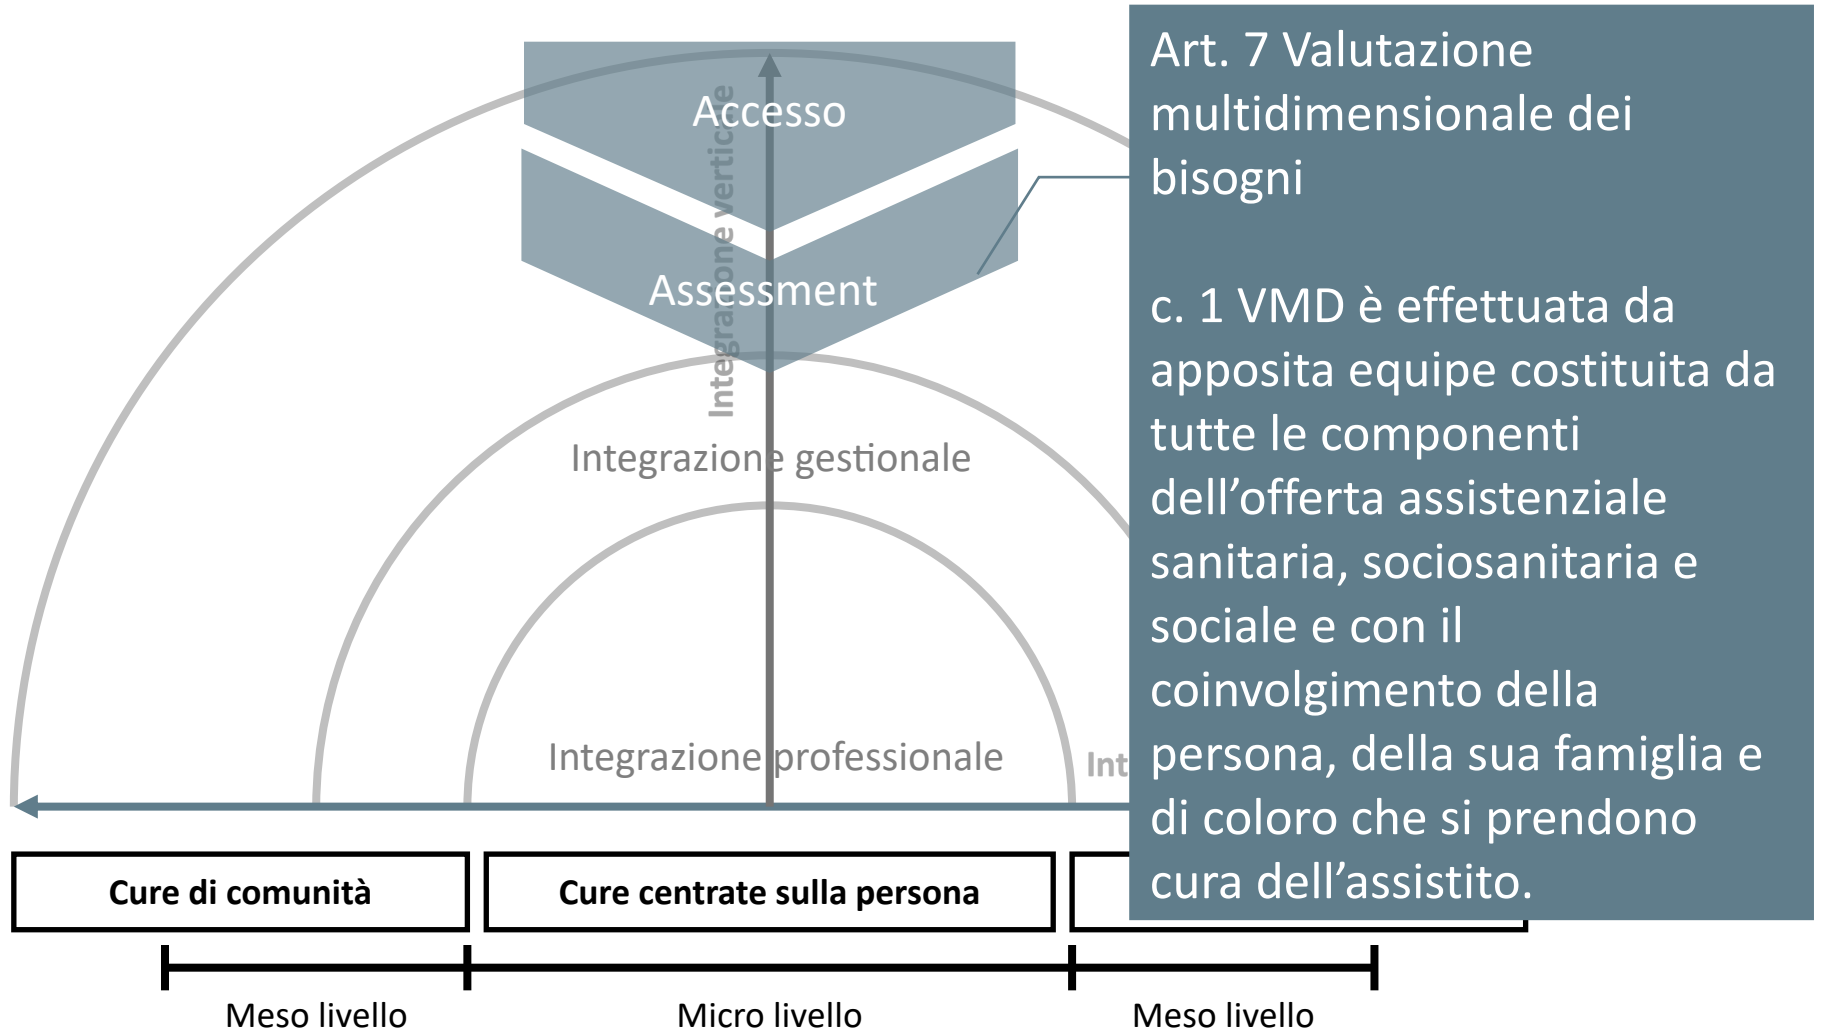 Accesso
Integrazione verticale
Assessment
Integrazione gestionale
Integrazione professionale
Int
Art. 7 Valutazione
multidimensionale dei
bisogni
c. 1 VMD è effettuata da
apposita equipe costituita da
tutte le componenti
dell’offerta assistenziale
sanitaria, sociosanitaria e
sociale e con il
coinvolgimento della
persona, della sua famiglia e
di coloro che si prendono
cura dell’assistito.
Cure di comunità
Cure centrate sulla persona
Meso livello
Micro livello
Meso livello